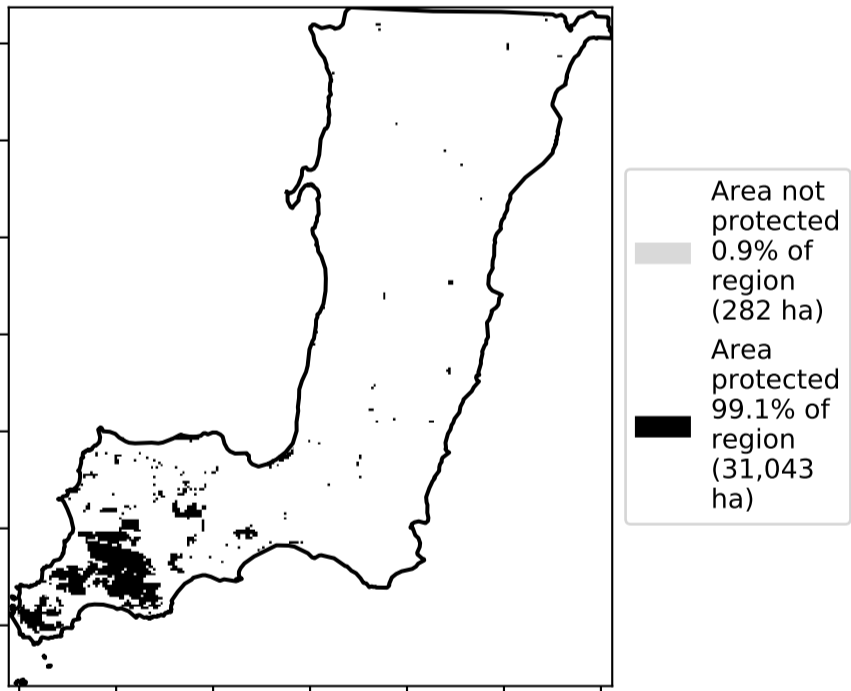 Area not
protected
0.9% of
region
(282 ha)
Area
protected
99.1% of
region
(31,043
ha)